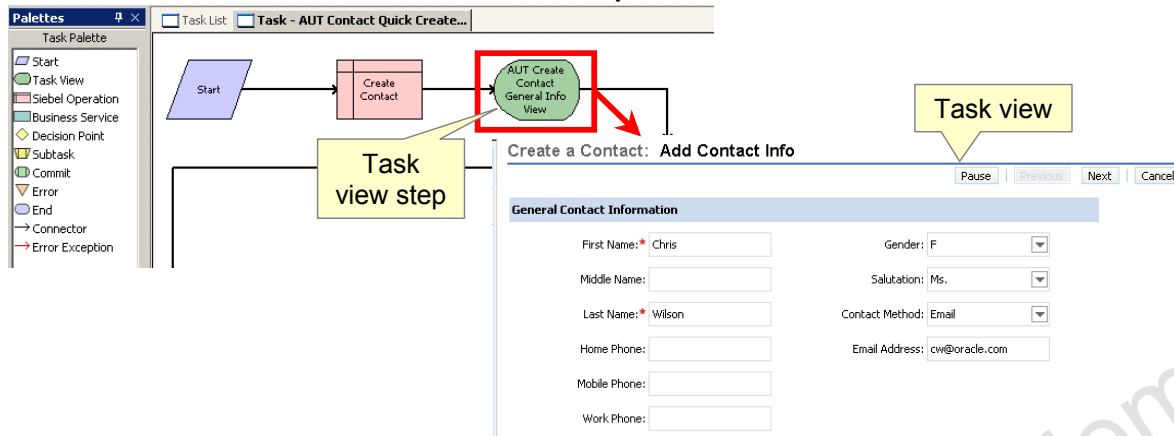 Palettes
Task Palette
Start
Task View
Siebel Operation
Business Service
Decision Point
Subtask
Commit
Error
End
Connector
Error Exception
Task List
Task - AUT Contact Quick Create...
Start
Create
Contact
AUT Create
Contact
General Info
View
Task
view step
Task view
Create a Contact: Add Contact Info
Pause Previous Next Cancel
General Contact Information
First Name:* Chris
Gender: F
Middle Name:
Salutation: Ms.
Last Name:* Wilson
Contact Method: Email
Home Phone:
Email Address: cw@oracle.com
Mobile Phone:
Work Phone: